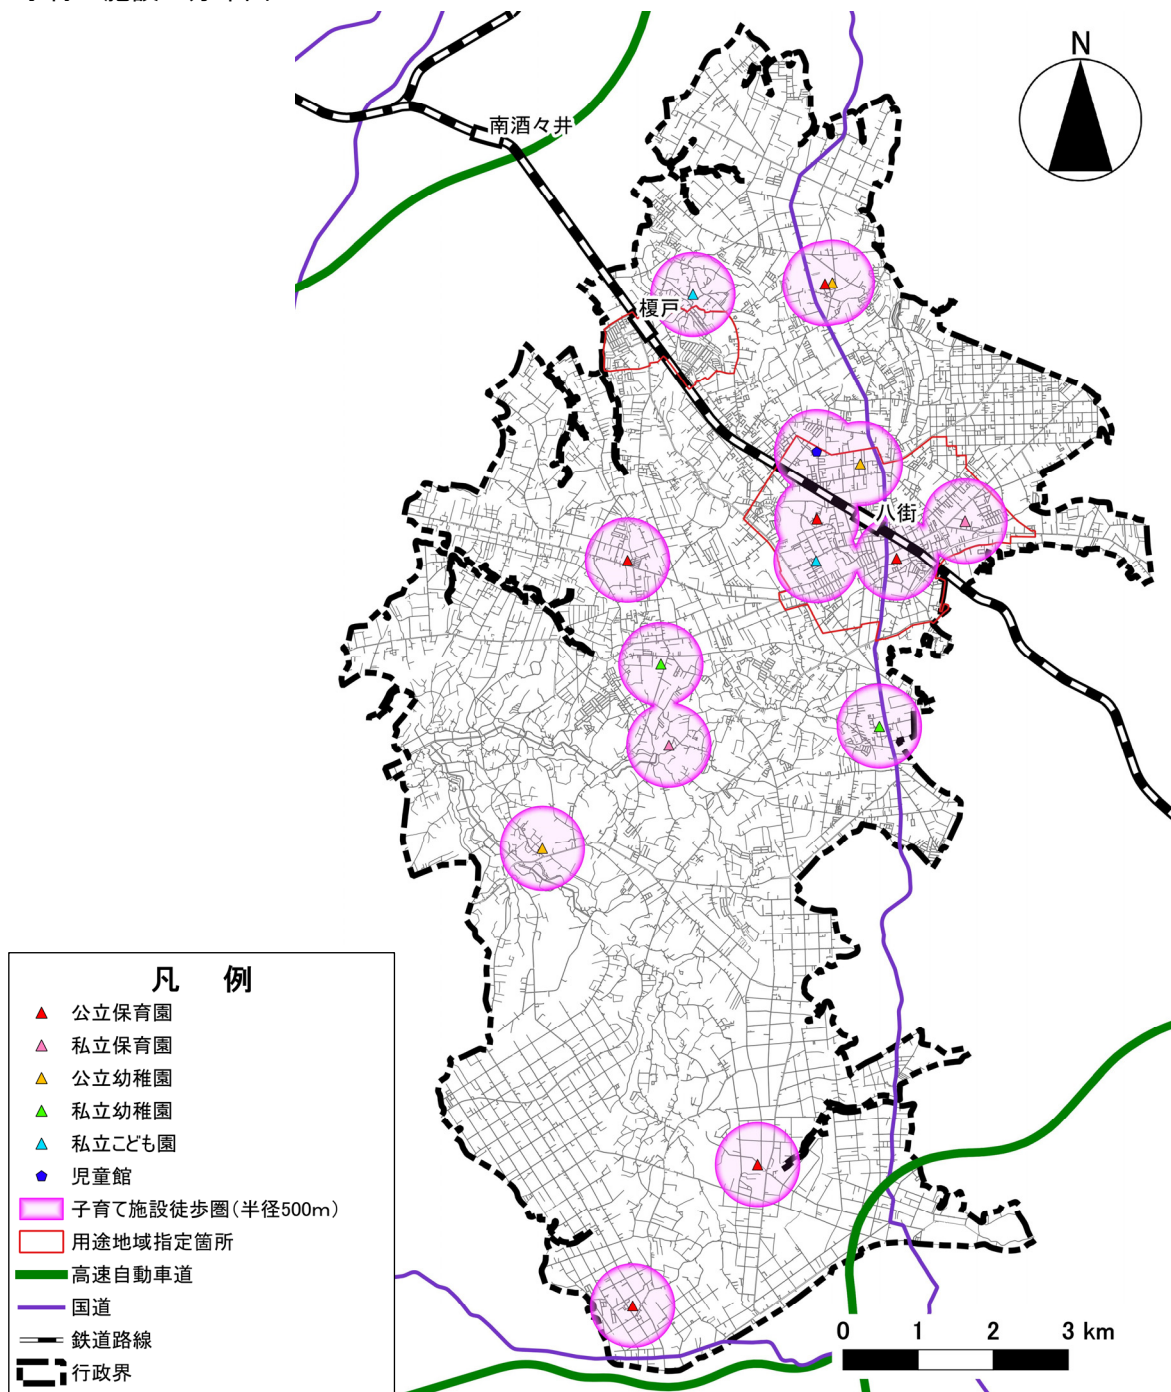 N
南酒々井
榎戸
八街
凡 例
公立保育園
私立保育園
公立幼稚園
私立幼稚園
私立こども園
児童館
子育て施設徒歩圏(半径500m)
用途地域指定箇所
高速自動車道
国道
鉄道路線
行政界
0 1 2 3 km